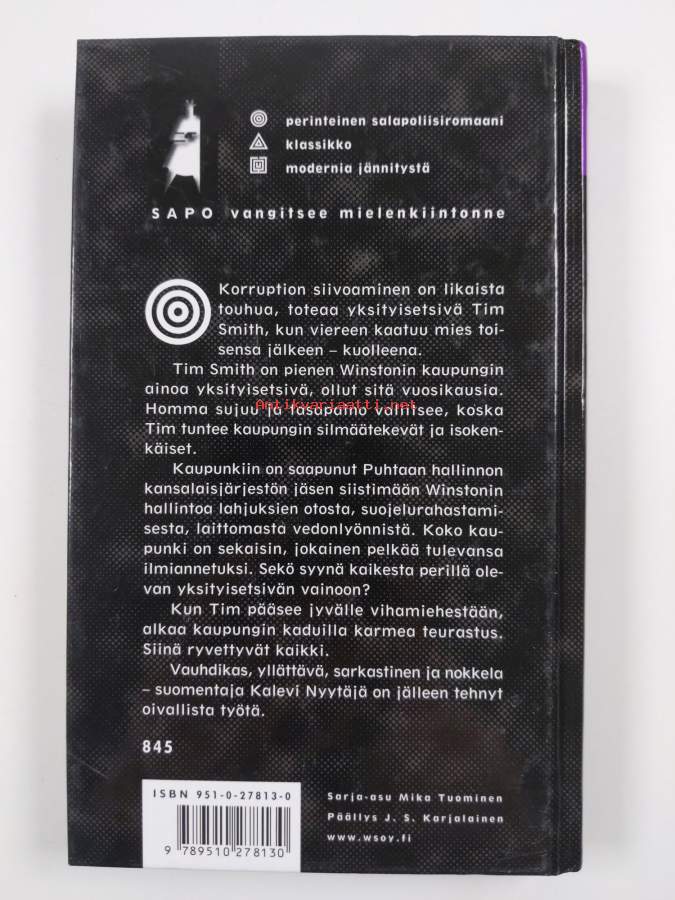 perinteinen salapoliisiromaani
klassikko
modernia jännitystä
SAPO vangitsee mielenkiintonne
Korruption siivoaminen on likaista
touhua, toteaa yksityisetsivä Tim
Smith, kun viereen kaatuu mies toi-
sensa jälkeen – kuolleena.
Tim Smith on pienen Winstonin kaupungin
ainoa yksityisetsivä, ollut sitä vuosikausia.
Homma sujuu ja tasapaino vallitsee, koska
Antikvariaatti.net
Tim tuntee kaupungin silmäätekevät ja isoken-
käiset.
Kaupunkiin on saapunut Puhtaan hallinnon
kansalaisjärjestön jäsen siistimään Winstonin
hallintoa lahjuksien otosta, suojelurahastami-
sesta, laittomasta vedonlyönnistä. Koko kau-
punki on sekaisin, jokainen pelkää tulevansa
ilmiannetuksi. Sekö syynä kaikesta perillä ole-
van yksityisetsivän vainoon?
Kun Tim pääsee jyvälle vihamiehestään,
alkaa kaupungin kaduilla karmea teurastus.
Siinä ryvettyvät kaikki.
Vauhdikas, yllättävä, sarkastinen ja nokkela
– suomentaja Kalevi Nyytäjä on jälleen tehnyt
oivallista työtä.
845
ISBN 951-0-27813-0
9 789510 278130
Sarja-asu Mika Tuominen
Päällys J. S. Karjalainen
www.wsoy.fi